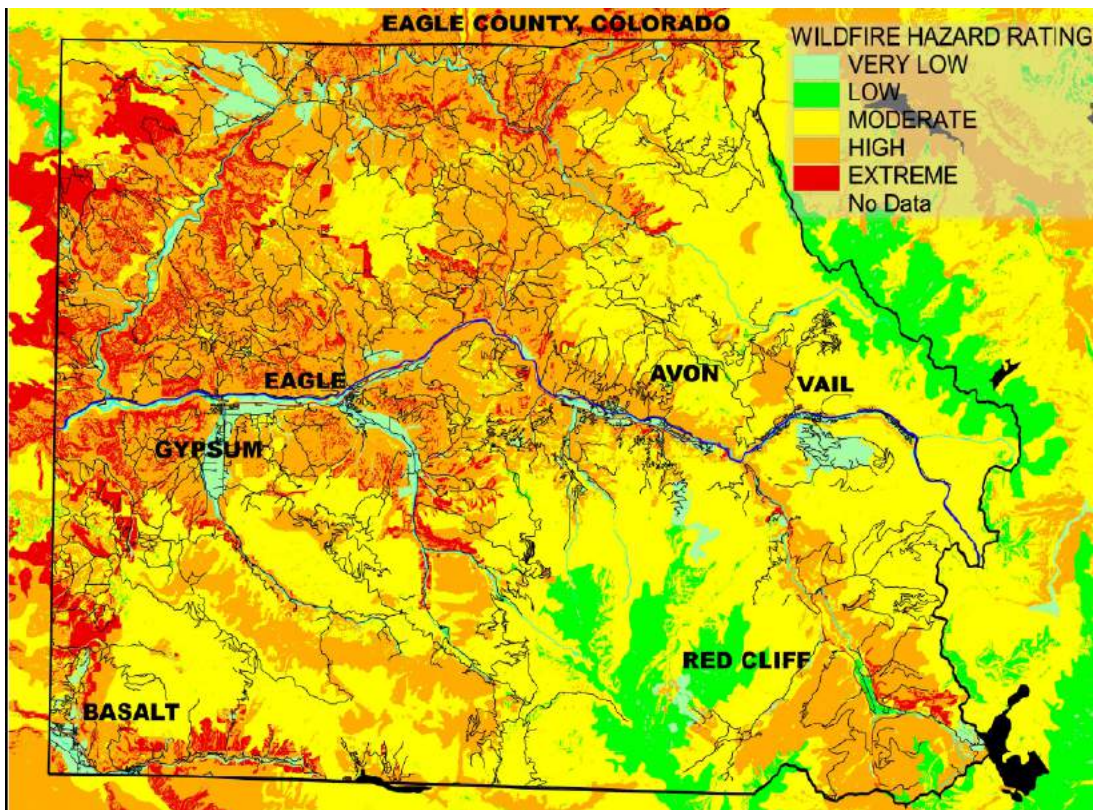 EAGLE COUNTY, COLORADO
WILDFIRE HAZARD RATING
VERY LOW
LOW
MODERATE
HIGH
EXTREME
No Data
EAGLE
AVON
VAIL
GYPSUM
RED CLIFF
BASALT